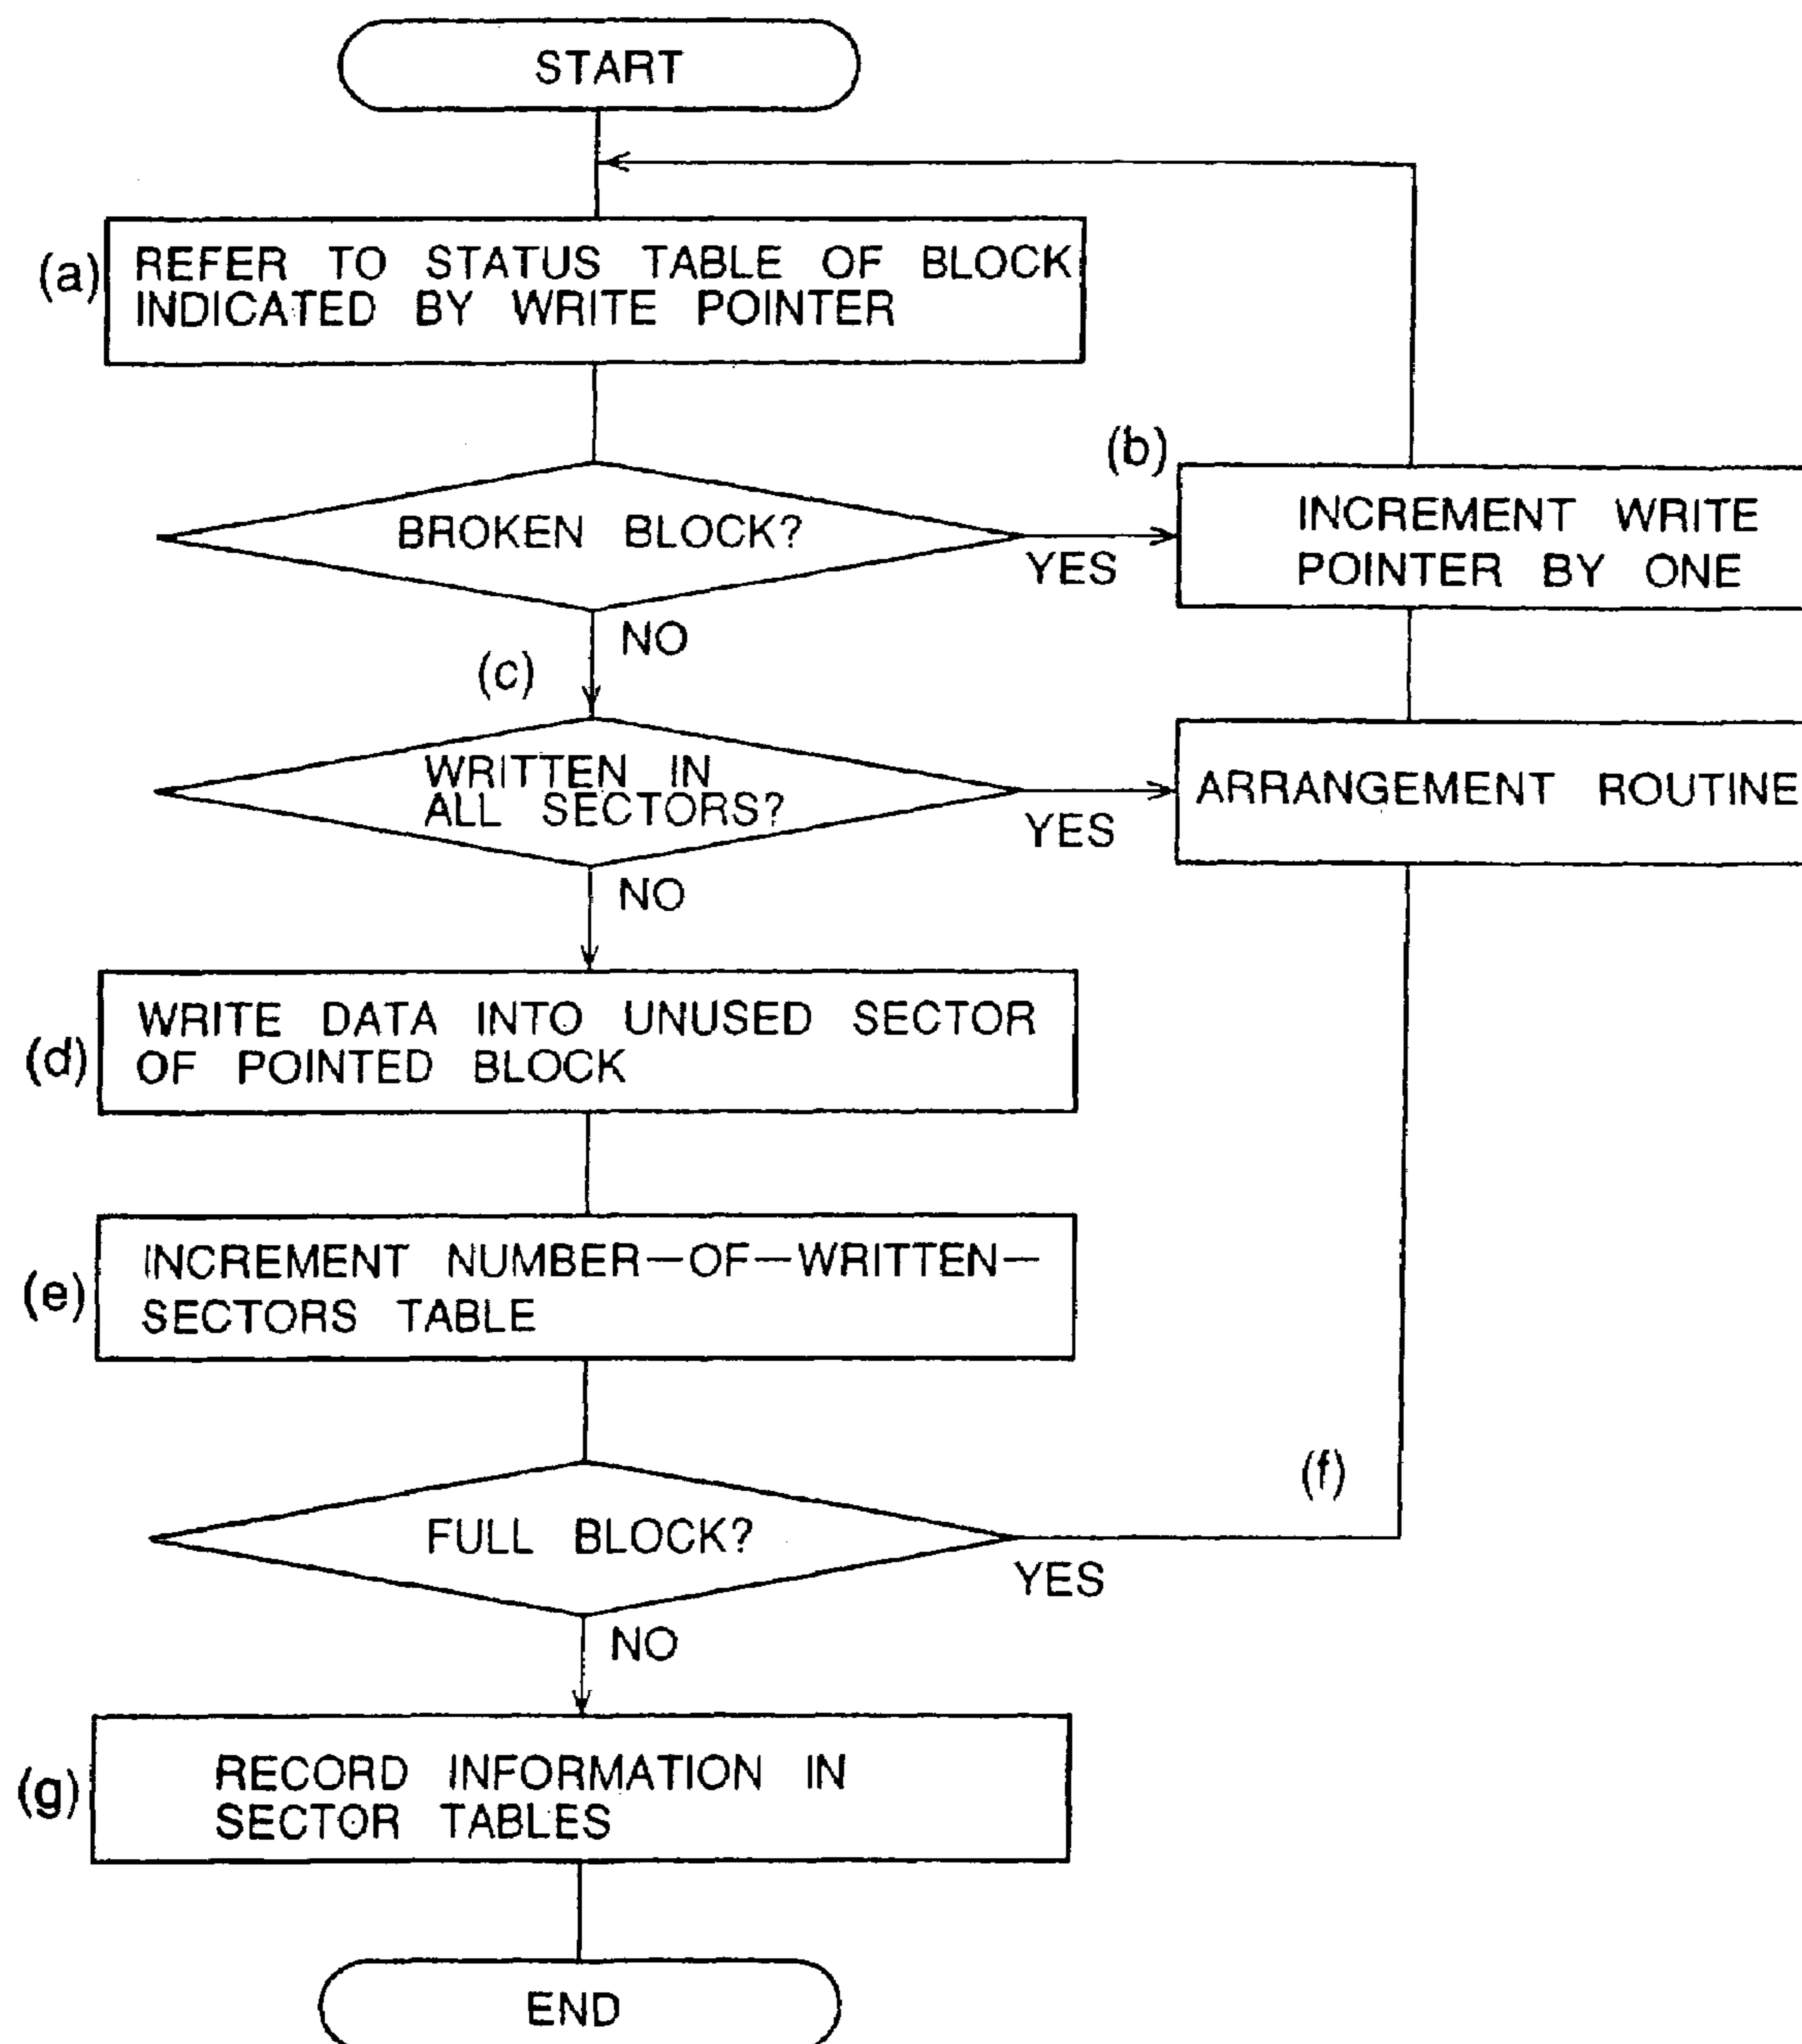 START
(a)
REFER TO STATUS TABLE OF BLOCK
INDICATED BY WRITE POINTER
BROKEN BLOCK?
YES
(b)
INCREMENT WRITE
POINTER BY ONE
NO
(c)
WRITTEN IN
ALL SECTORS?
YES
ARRANGEMENT ROUTINE
NO
(d)
WRITE DATA INTO UNUSED SECTOR
OF POINTED BLOCK
(e)
INCREMENT NUMBER—OF—WRITTEN—
SECTORS TABLE
FULL BLOCK?
YES
(f)
NO
(g)
RECORD INFORMATION IN
SECTOR TABLES
END